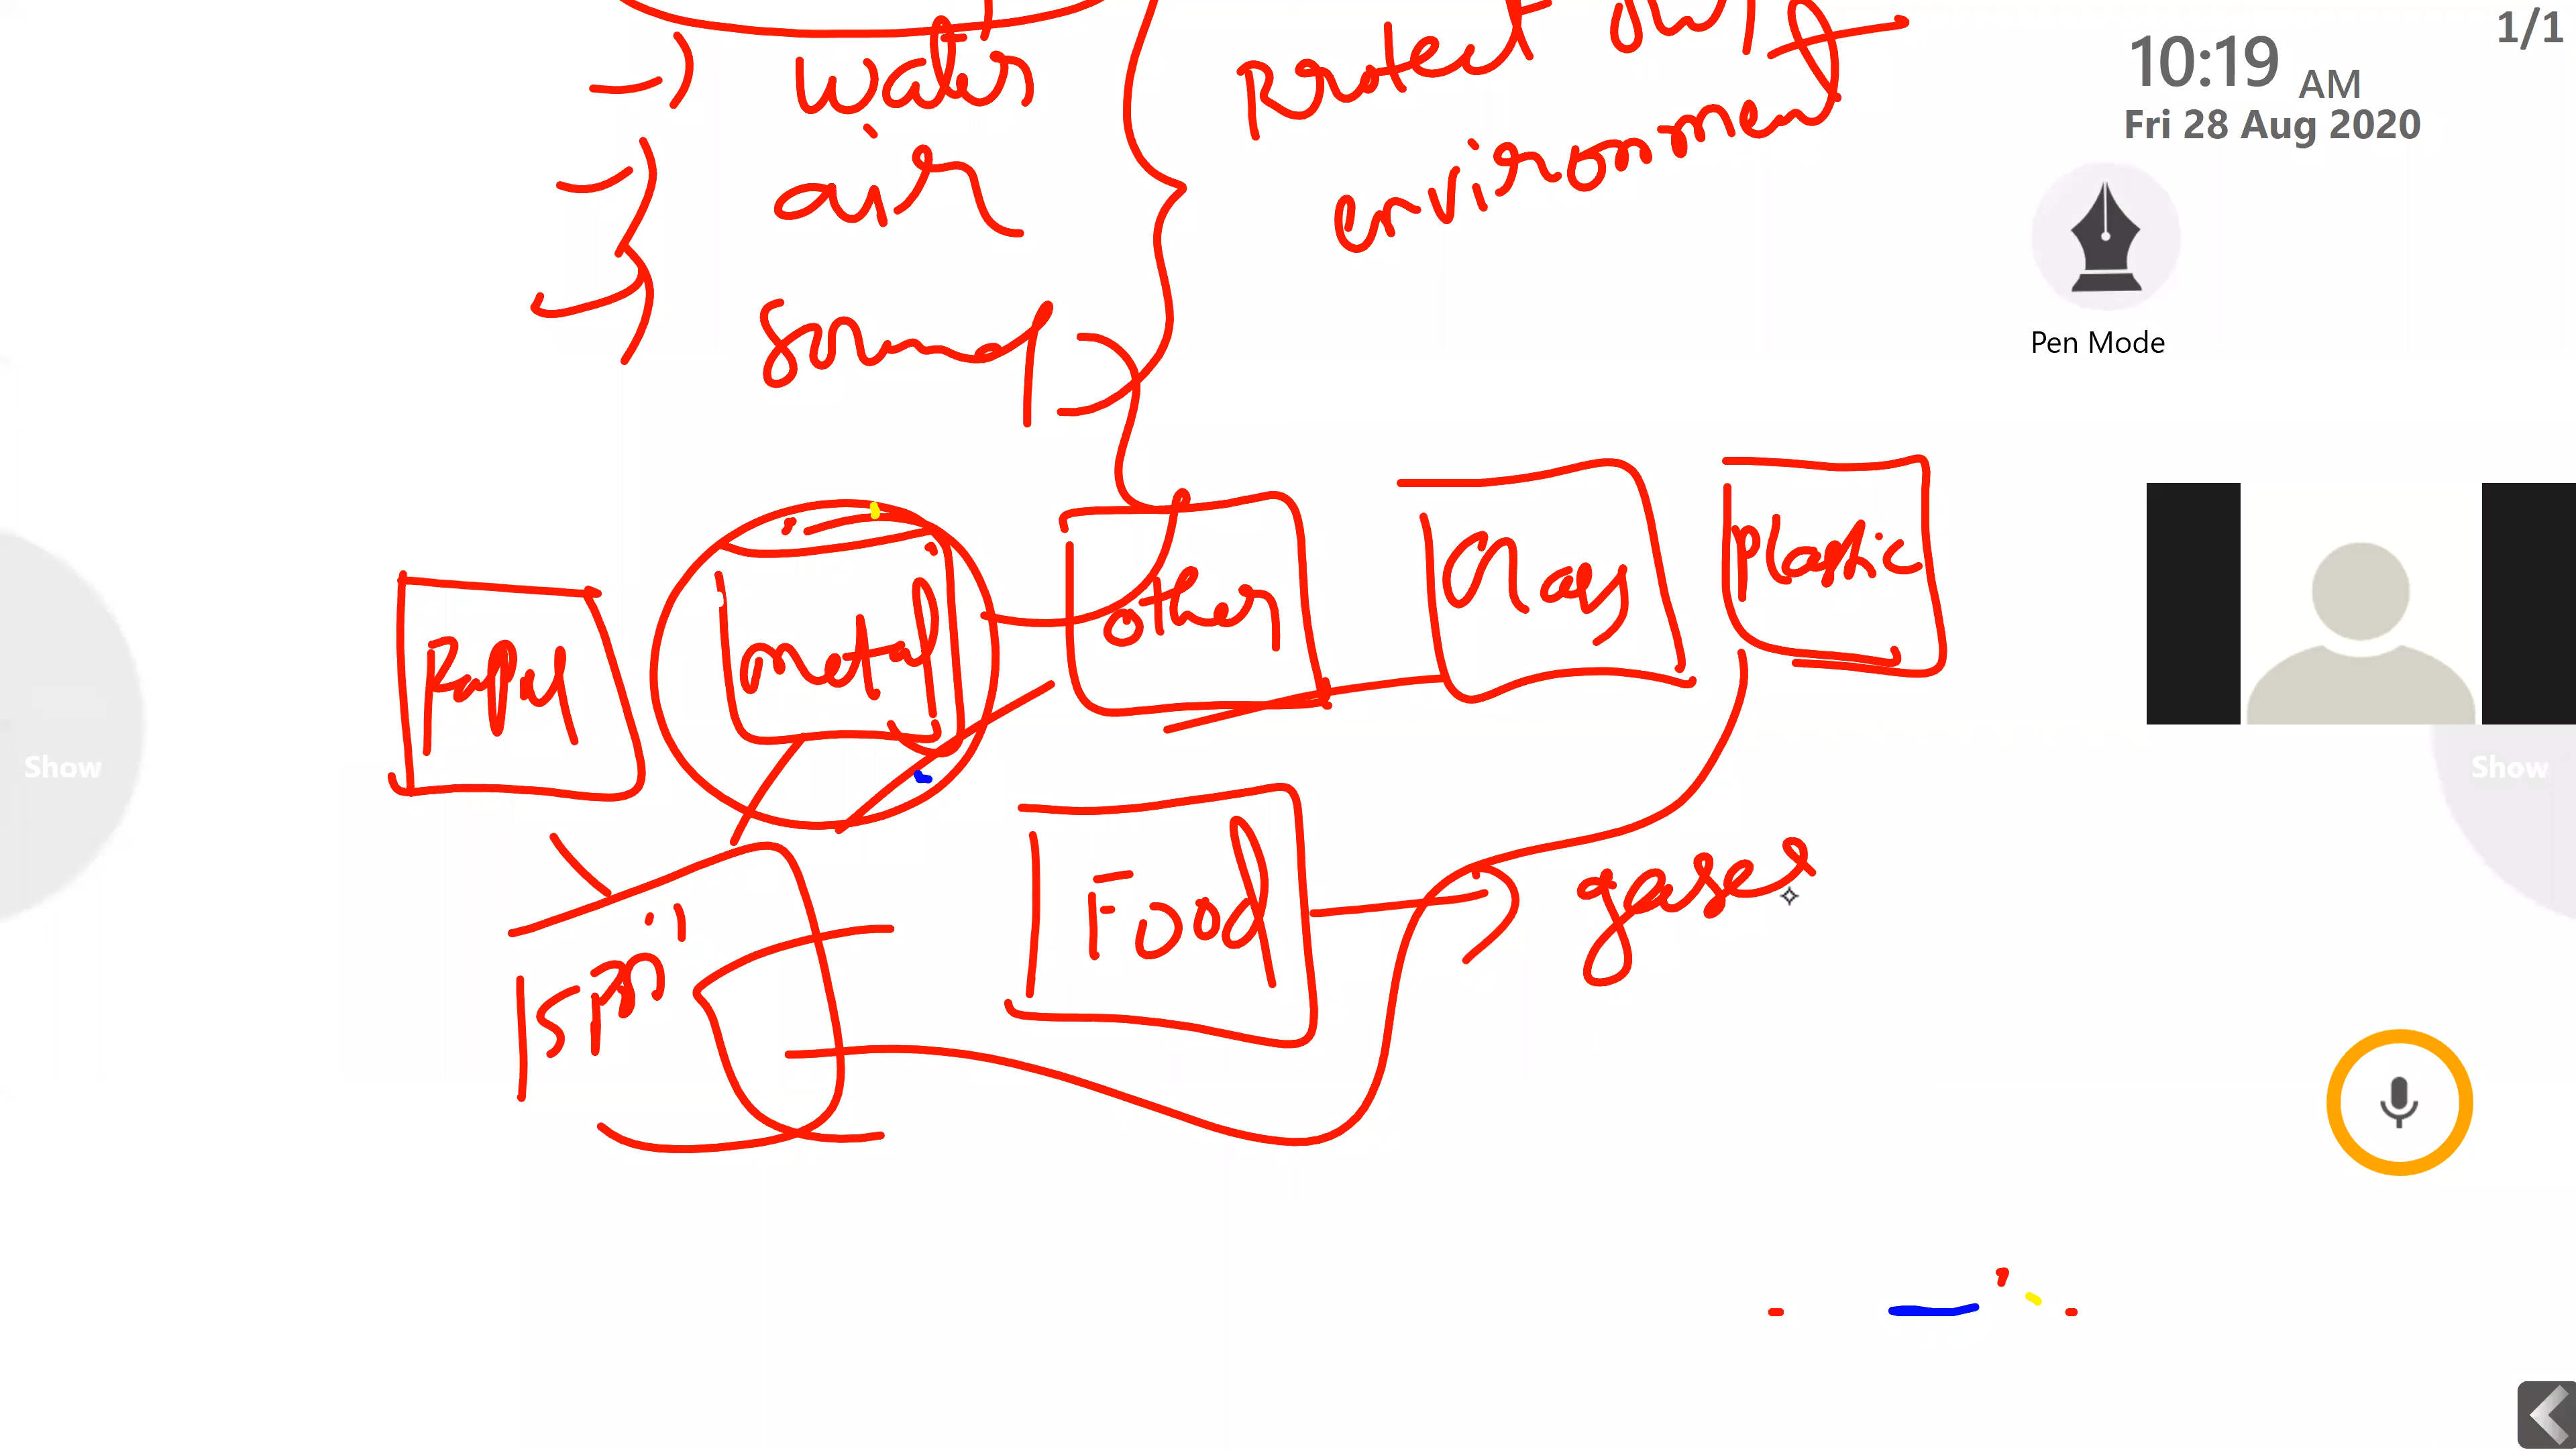 1/1
10:19 AM
Fri 28 Aug 2020
water
Protect our
environment
air
sound
Pen Mode
Plastic
other
Glass
metal
Paper
Show
Show
Food
gases